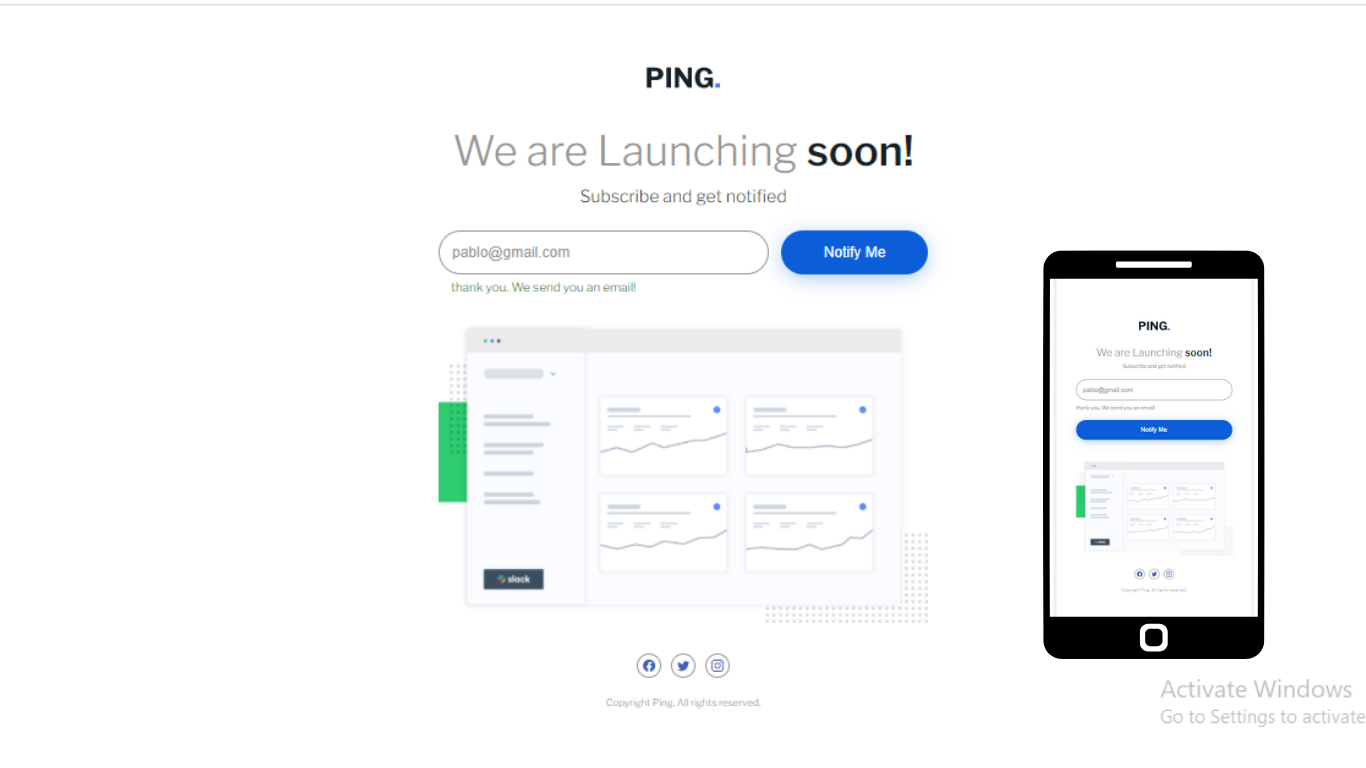 PING.
We are Launching soon!
Subscribe and get notified
pablo@gmail.com
Notify Me
thank you. We send you an email!
slack
Copyright Ping. All rights reserved.
PING.
We are Launching soon!
Subscribe and get notified
pablo@gmail.com
thank you. We send you an email!
Notify Me
slack
Copyright Ping. All rights reserved.
Activate Windows
Go to Settings to activate